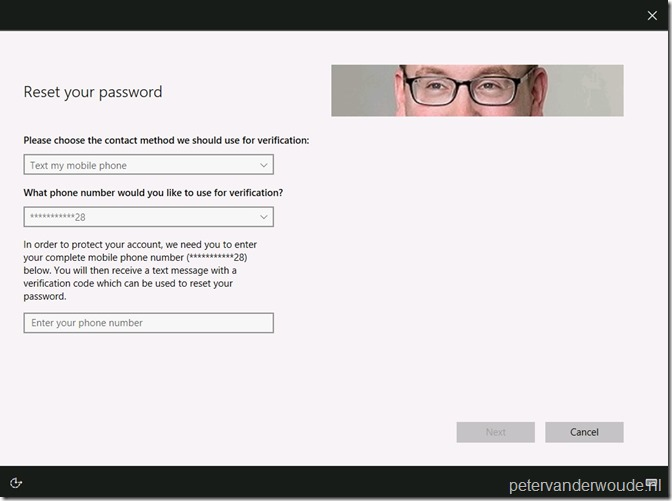 Reset your password
Please choose the contact method we should use for verification:
Text my mobile phone
What phone number would you like to use for verification?
***********28
In order to protect your account, we need you to enter
your complete mobile phone number (***********28)
below. You will then receive a text message with a
verification code which can be used to reset your
password.
Enter your phone number
Next
Cancel
petervanderwoude.nl